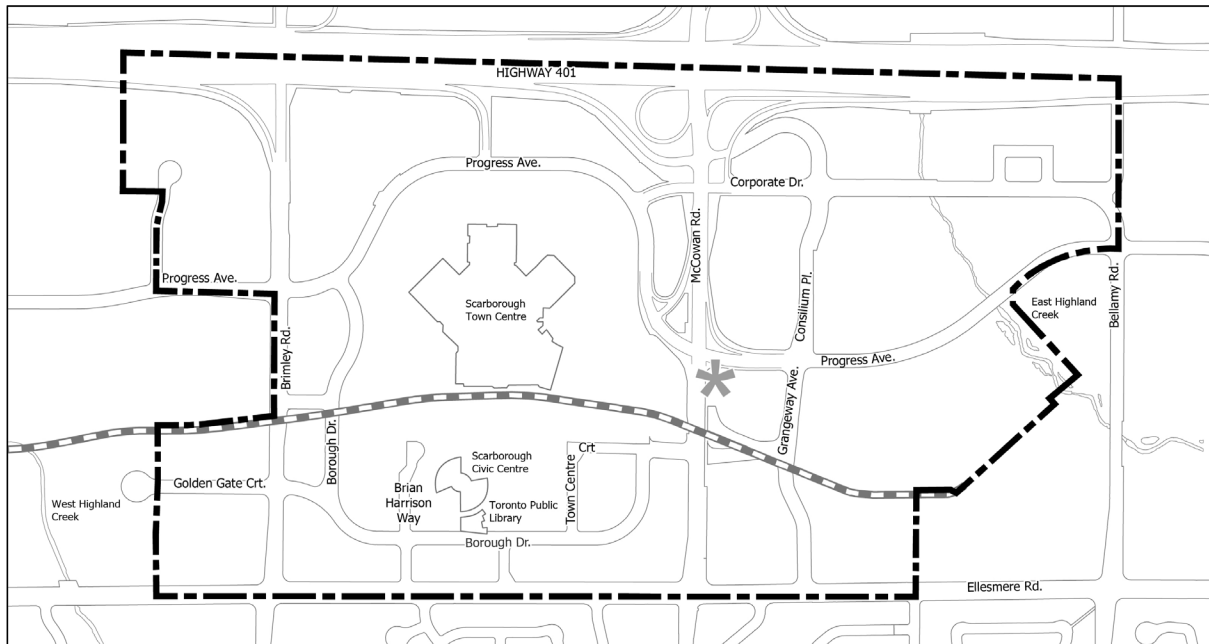 HIGHWAY 401
Progress Ave.
Corporate Dr.
McCowan Rd.
Progress Ave.
Consilium Pl.
Bellamy Rd.
East Highland
Creek
Scarborough
Town Centre
Brimley Rd.
Progress Ave.
Grangeway Ave.
Borough Dr.
Crt
Town Centre
Scarborough
Civic Centre
Golden Gate Crt.
Brian
Harrison
Way
Toronto Public
Library
West Highland
Creek
Borough Dr.
Ellesmere Rd.